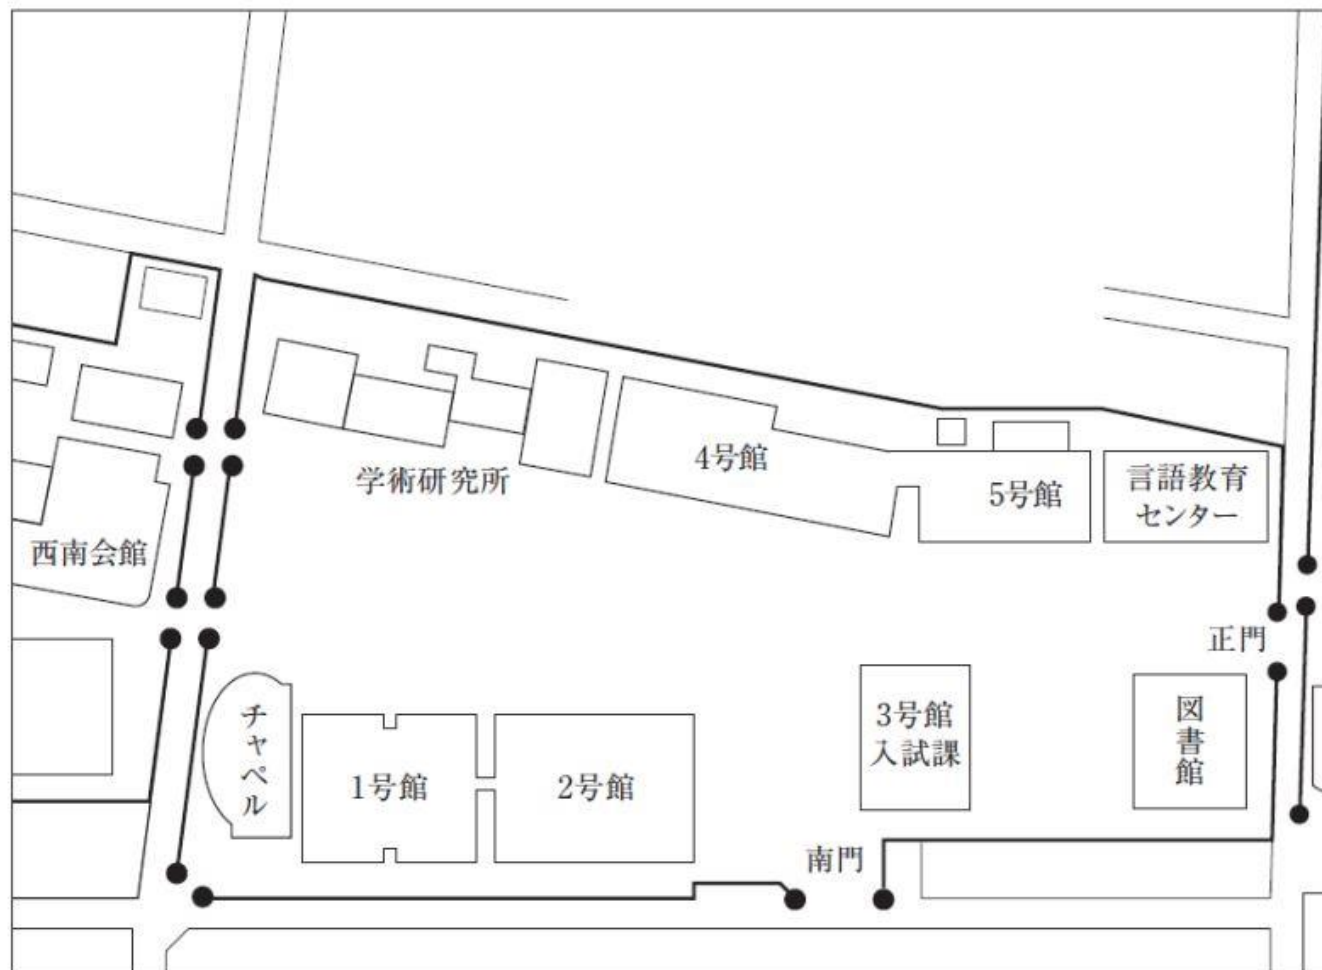 4号館
学術研究所
5号館
言語教育
センター
西南会館
正門
チャペル
1号館
2号館
3号館
入試課
図書館
南門